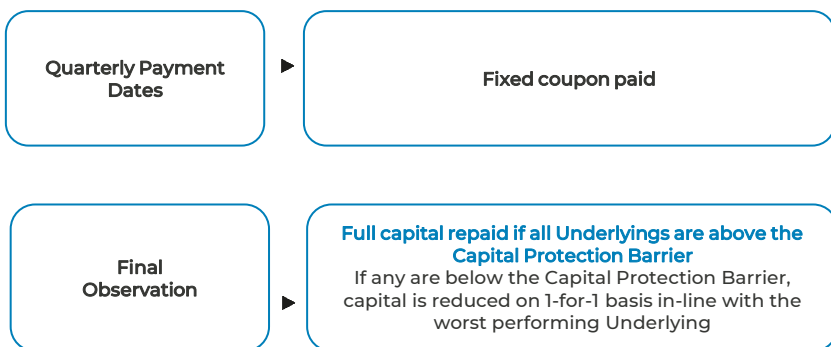 Quarterly Payment
Dates
Fixed coupon paid
Final
Observation
Full capital repaid if all Underlyings are above the
Capital Protection Barrier
If any are below the Capital Protection Barrier,
capital is reduced on 1-for-1 basis in-line with the
worst performing Underlying